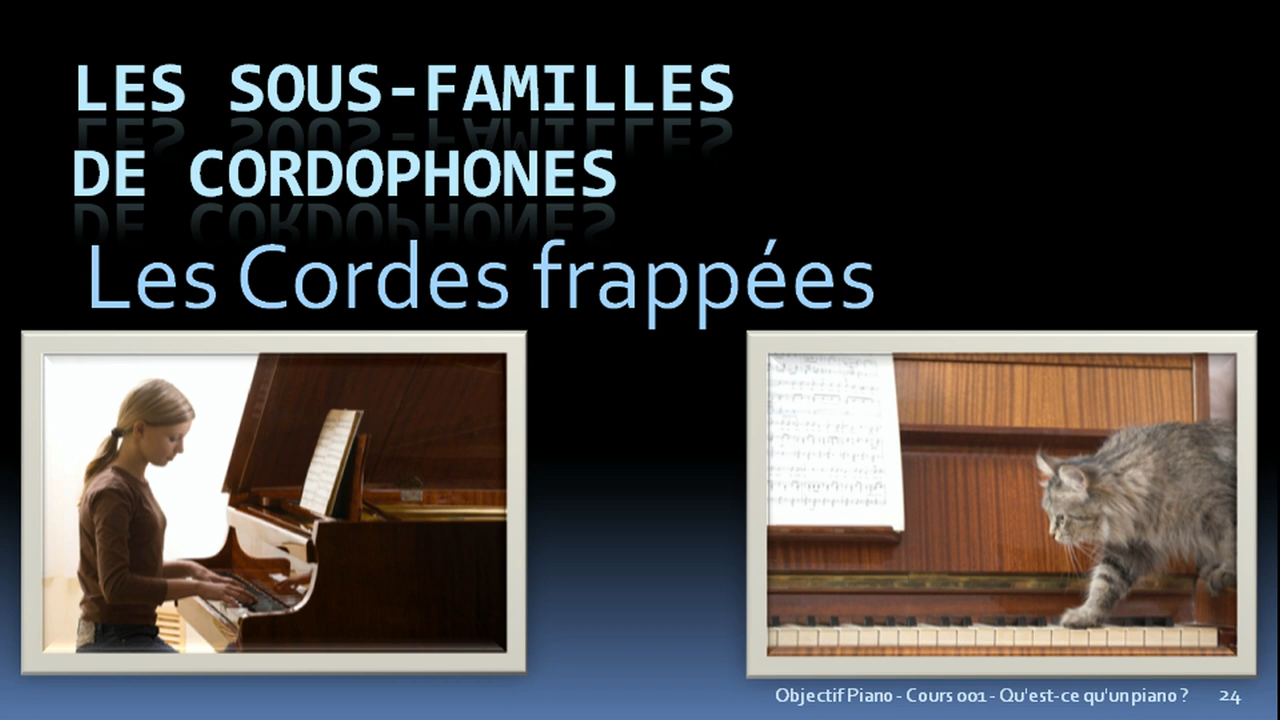 LES SOUS-FAMILLES
DE CORDOPHONES
Les Cordes frappées
Objectif Piano - Cours 001 - Qu'est-ce qu'un piano ? 24